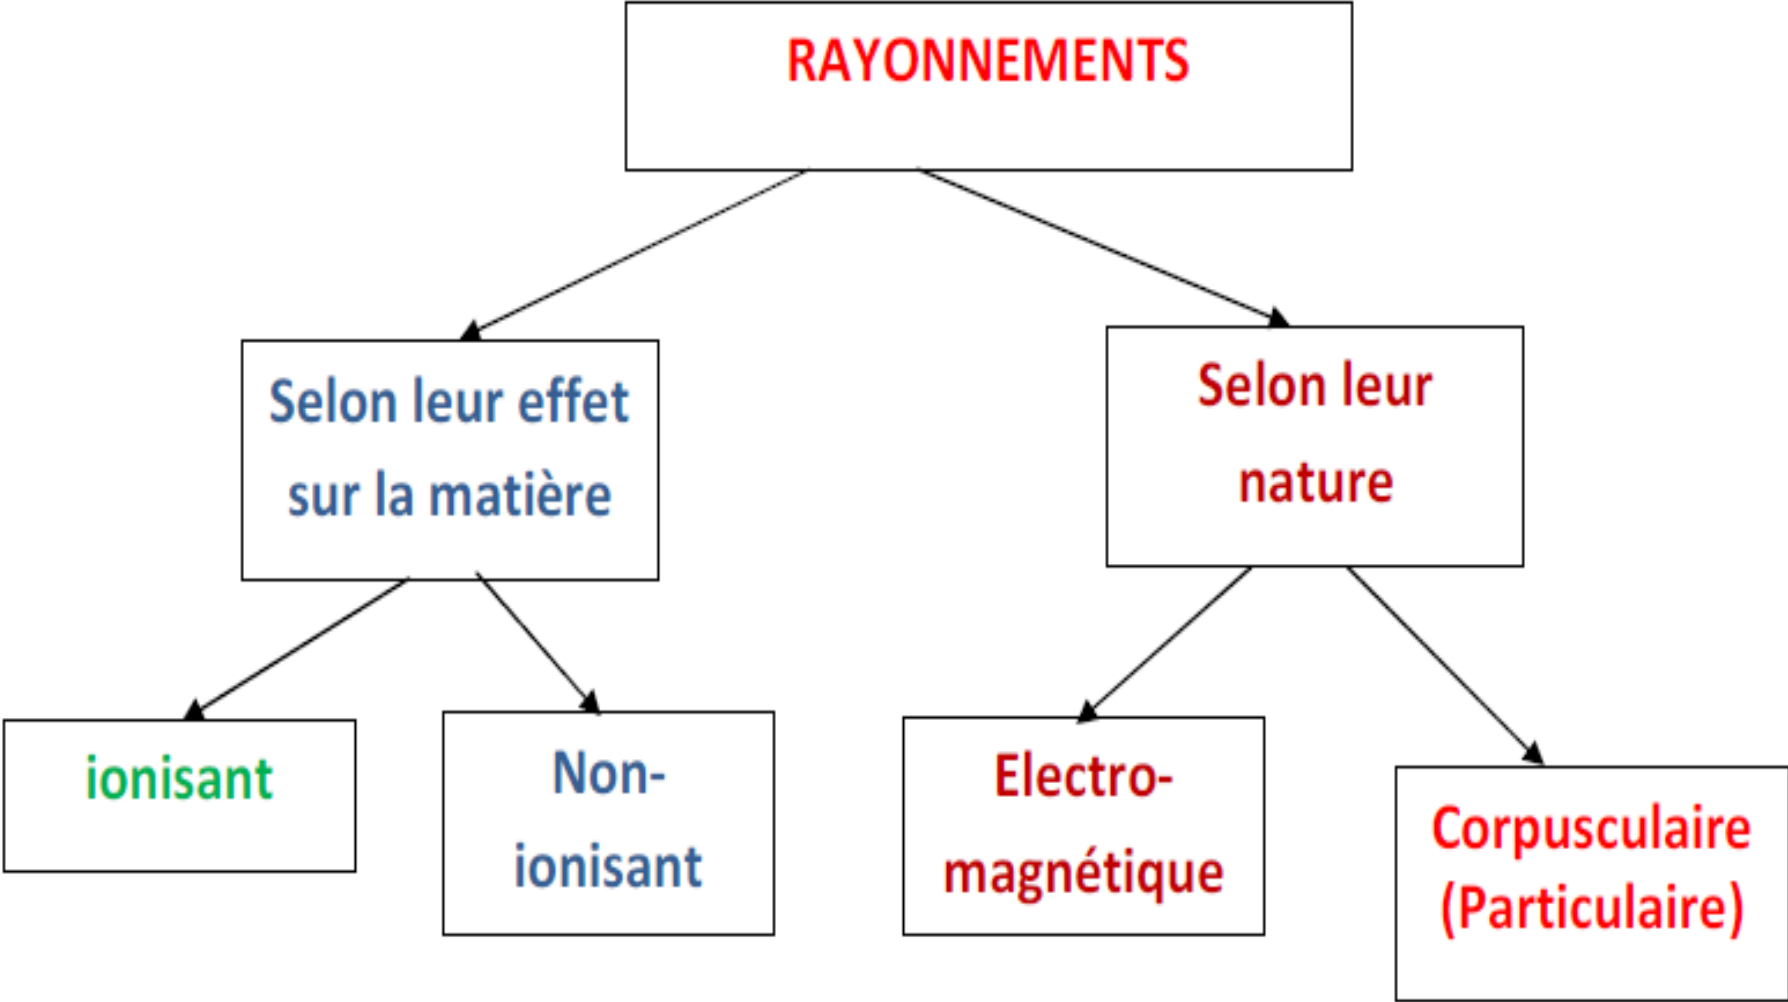 RAYONNEMENTS
Selon leur effet
sur la matière
Selon leur
nature
ionisant
Non-
ionisant
Electro-
magnétique
Corpusculaire
(Particulaire)